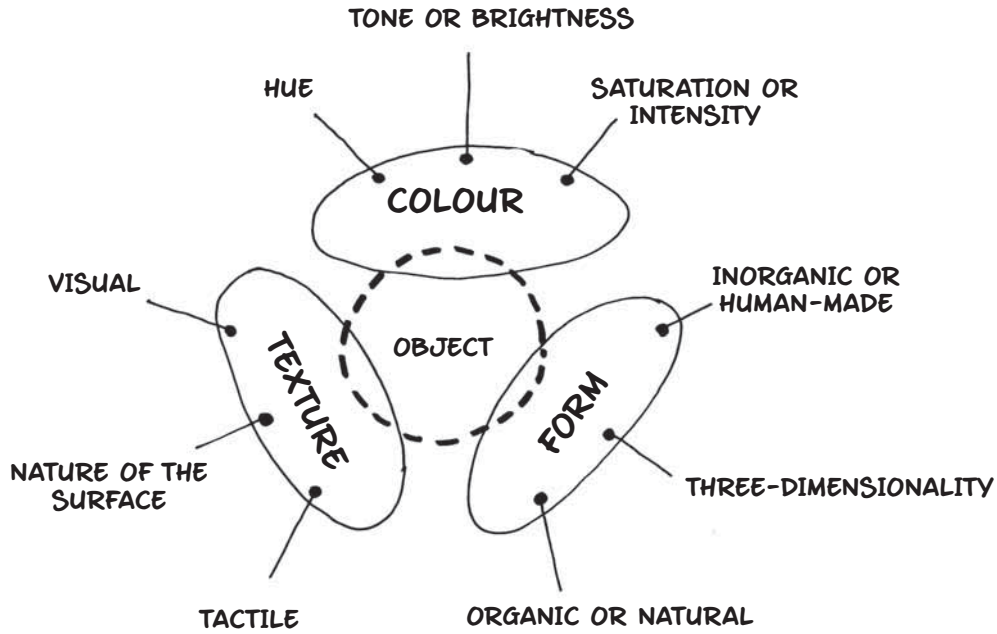 TONE OR BRIGHTNESS
HUE
SATURATION OR
INTENSITY
COLOUR
VISUAL
INORGANIC OR
HUMAN-MADE
OBJECT
TEXTURE
FORM
NATURE OF THE
SURFACE
THREE-DIMENSIONALITY
TACTILE
ORGANIC OR NATURAL